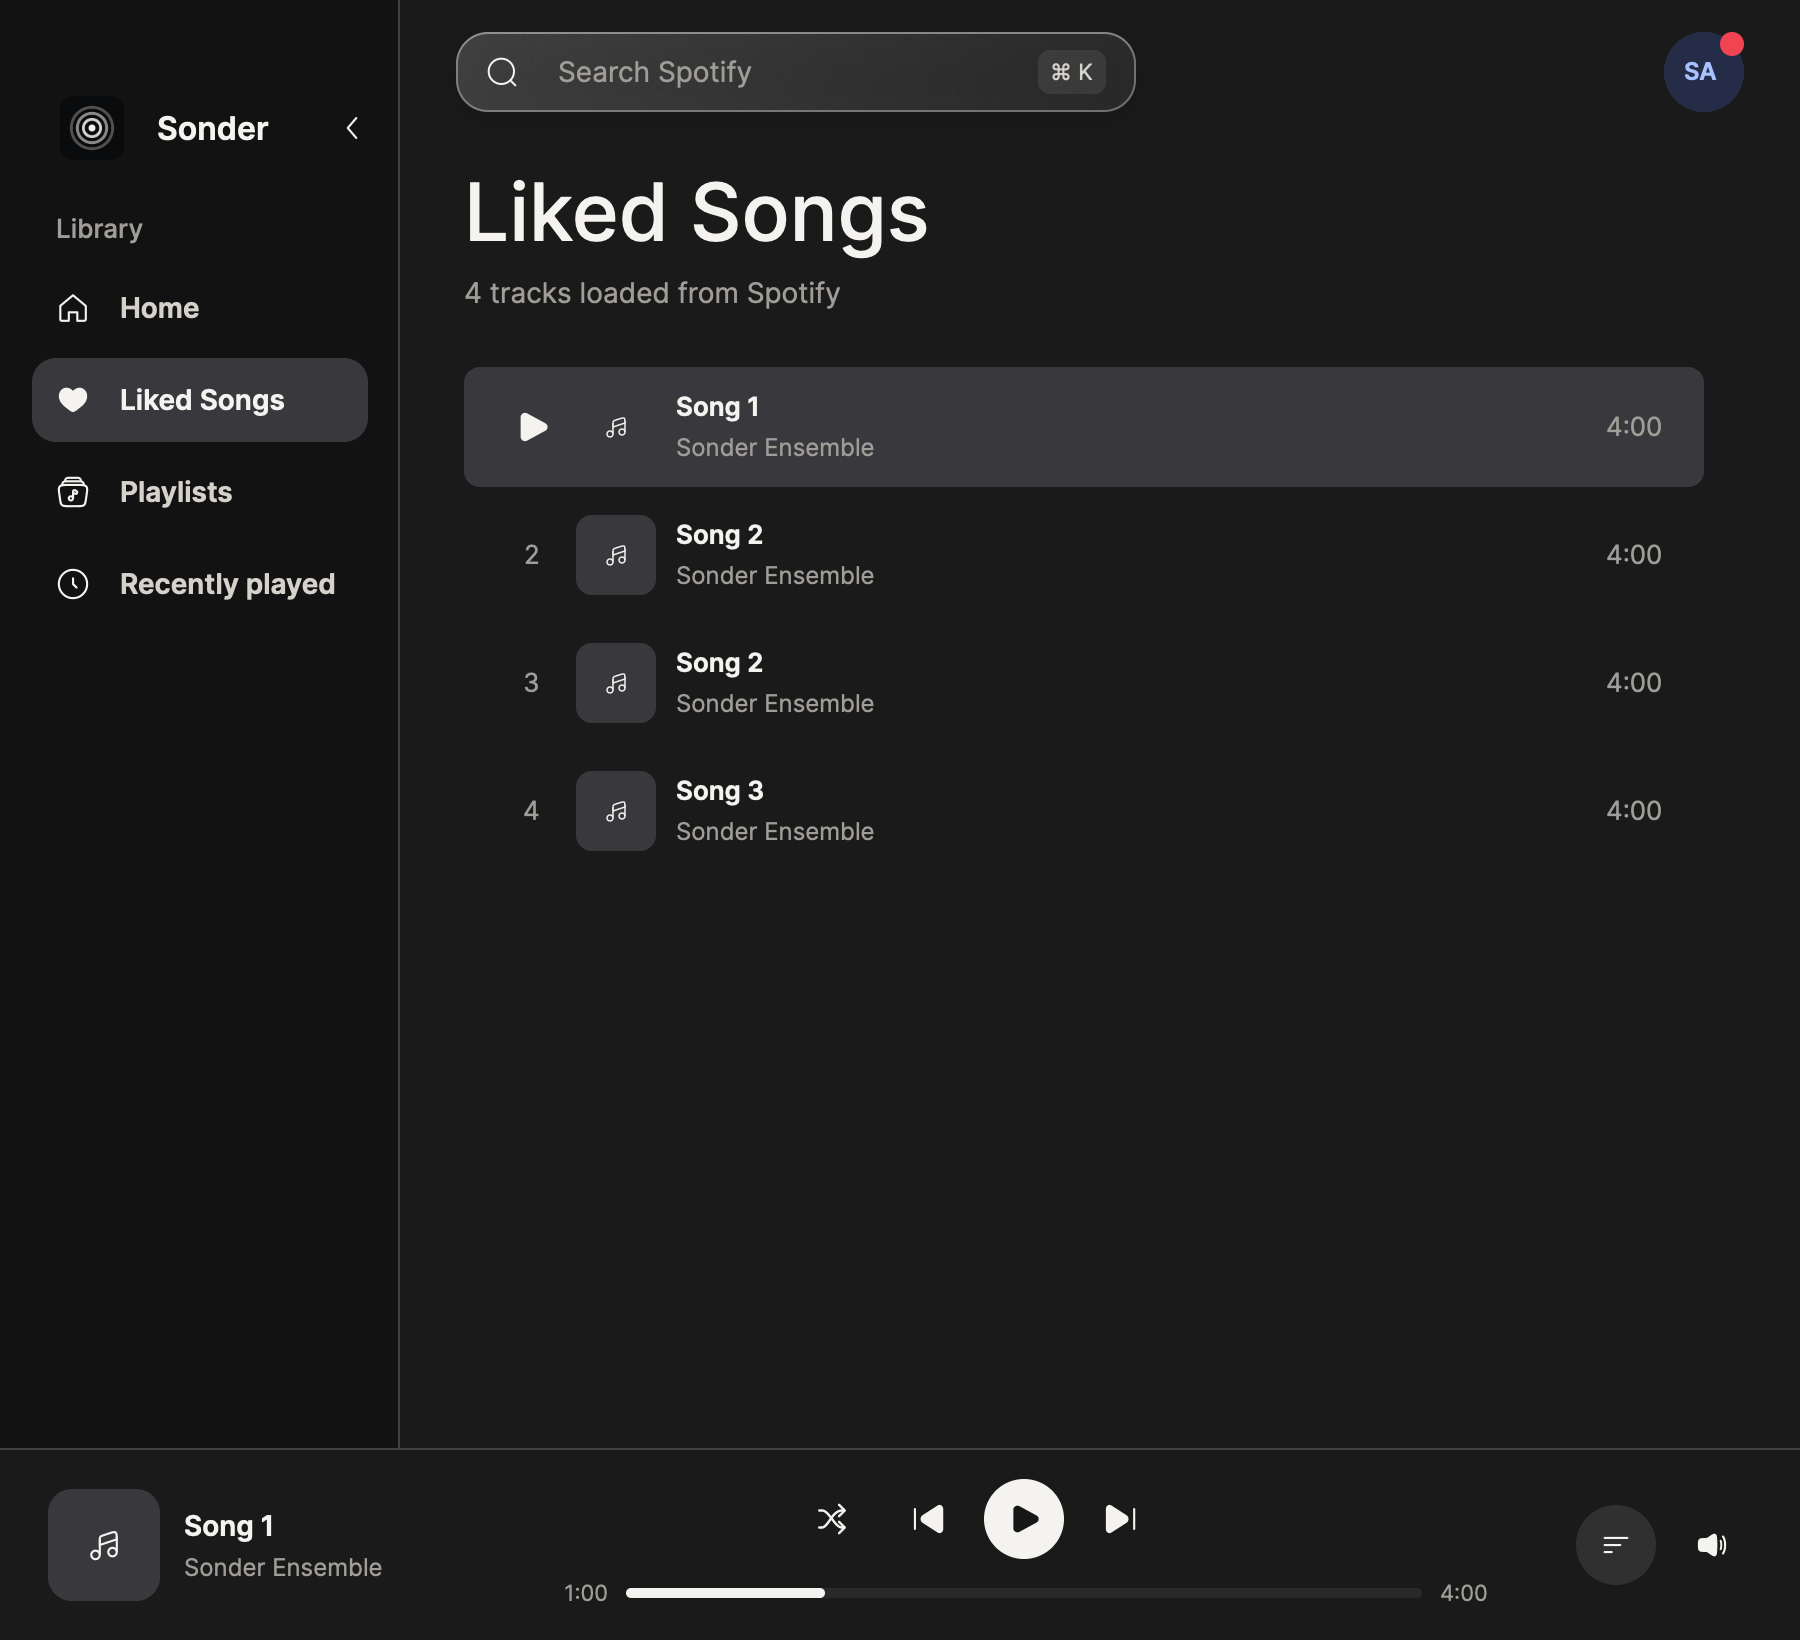 Search Spotify
⌘ K
SA
Sonder
Library
Home
Liked Songs
Playlists
Recently played
Liked Songs
4 tracks loaded from Spotify
Song 1
Sonder Ensemble
4:00
2
Song 2
Sonder Ensemble
4:00
3
Song 2
Sonder Ensemble
4:00
4
Song 3
Sonder Ensemble
4:00
Song 1
Sonder Ensemble
1:00
4:00